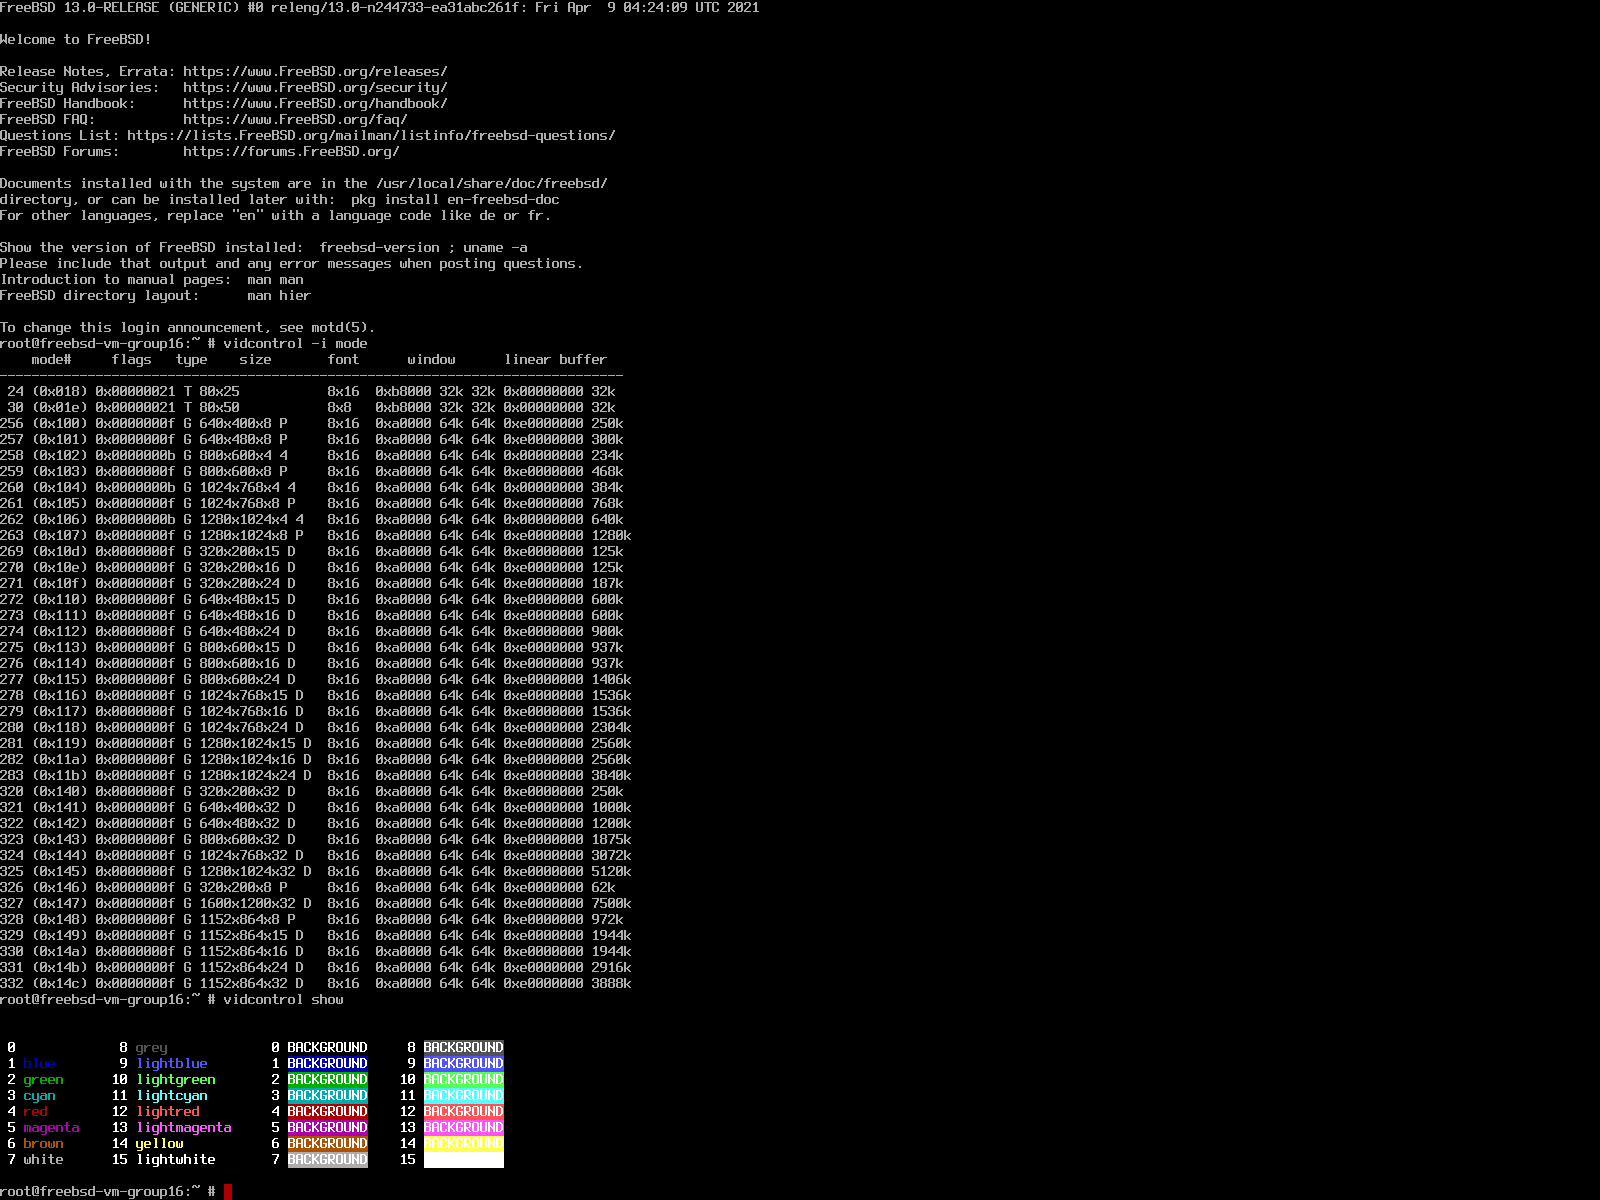 FreeBSD 13.0-RELEASE (GENERIC) #0 releng/13.0-n244733-ea31abc261f: Fri Apr  9 04:24:09 UTC 2021
Welcome to FreeBSD!
Release Notes, Errata: https://www.FreeBSD.org/releases/
Security Advisories:   https://www.FreeBSD.org/security/
FreeBSD Handbook:      https://www.FreeBSD.org/handbook/
FreeBSD FAQ:           https://www.FreeBSD.org/faq/
Questions List: https://lists.FreeBSD.org/mailman/listinfo/freebsd-questions/
FreeBSD Forums:        https://forums.FreeBSD.org/
Documents installed with the system are in the /usr/local/share/doc/freebsd/
directory, or can be installed later with:  pkg install en-freebsd-doc
For other languages, replace "en" with a language code like de or fr.
Show the version of FreeBSD installed:  freebsd-version ; uname -a
Please include that output and any error messages when posting questions.
Introduction to manual pages:  man man
FreeBSD directory layout:      man hier
To change this login announcement, see motd(5).
root@freebsd-vm-group16:~ # vidcontrol -i mode
    mode#     flags   type    size       font      window      linear buffer
------------------------------------------------------------------------------
 24 (0x018) 0x00000021 T 80x25           8x16  0xb8000 32k 32k 0x00000000 32k
 30 (0x01e) 0x00000021 T 80x50           8x8   0xb8000 32k 32k 0x00000000 32k
256 (0x100) 0x0000000f G 640x400x8 P     8x16  0xa0000 64k 64k 0xe0000000 250k
257 (0x101) 0x0000000f G 640x480x8 P     8x16  0xa0000 64k 64k 0xe0000000 300k
258 (0x102) 0x0000000b G 800x600x4 4     8x16  0xa0000 64k 64k 0x00000000 234k
259 (0x103) 0x0000000f G 800x600x8 P     8x16  0xa0000 64k 64k 0xe0000000 468k
260 (0x104) 0x0000000b G 1024x768x4 4    8x16  0xa0000 64k 64k 0x00000000 384k
261 (0x105) 0x0000000f G 1024x768x8 P    8x16  0xa0000 64k 64k 0xe0000000 768k
262 (0x106) 0x0000000b G 1280x1024x4 4   8x16  0xa0000 64k 64k 0x00000000 640k
263 (0x107) 0x0000000f G 1280x1024x8 P   8x16  0xa0000 64k 64k 0xe0000000 1280k
269 (0x10d) 0x0000000f G 320x200x15 D    8x16  0xa0000 64k 64k 0xe0000000 125k
270 (0x10e) 0x0000000f G 320x200x16 D    8x16  0xa0000 64k 64k 0xe0000000 125k
271 (0x10f) 0x0000000f G 320x200x24 D    8x16  0xa0000 64k 64k 0xe0000000 187k
272 (0x110) 0x0000000f G 640x480x15 D    8x16  0xa0000 64k 64k 0xe0000000 600k
273 (0x111) 0x0000000f G 640x480x16 D    8x16  0xa0000 64k 64k 0xe0000000 600k
274 (0x112) 0x0000000f G 640x480x24 D    8x16  0xa0000 64k 64k 0xe0000000 900k
275 (0x113) 0x0000000f G 800x600x15 D    8x16  0xa0000 64k 64k 0xe0000000 937k
276 (0x114) 0x0000000f G 800x600x16 D    8x16  0xa0000 64k 64k 0xe0000000 937k
277 (0x115) 0x0000000f G 800x600x24 D    8x16  0xa0000 64k 64k 0xe0000000 1406k
278 (0x116) 0x0000000f G 1024x768x15 D   8x16  0xa0000 64k 64k 0xe0000000 1536k
279 (0x117) 0x0000000f G 1024x768x16 D   8x16  0xa0000 64k 64k 0xe0000000 1536k
280 (0x118) 0x0000000f G 1024x768x24 D   8x16  0xa0000 64k 64k 0xe0000000 2304k
281 (0x119) 0x0000000f G 1280x1024x15 D  8x16  0xa0000 64k 64k 0xe0000000 2560k
282 (0x11a) 0x0000000f G 1280x1024x16 D  8x16  0xa0000 64k 64k 0xe0000000 2560k
283 (0x11b) 0x0000000f G 1280x1024x24 D  8x16  0xa0000 64k 64k 0xe0000000 3840k
320 (0x140) 0x0000000f G 320x200x32 D    8x16  0xa0000 64k 64k 0xe0000000 250k
321 (0x141) 0x0000000f G 640x400x32 D    8x16  0xa0000 64k 64k 0xe0000000 1000k
322 (0x142) 0x0000000f G 640x480x32 D    8x16  0xa0000 64k 64k 0xe0000000 1200k
323 (0x143) 0x0000000f G 800x600x32 D    8x16  0xa0000 64k 64k 0xe0000000 1875k
324 (0x144) 0x0000000f G 1024x768x32 D   8x16  0xa0000 64k 64k 0xe0000000 3072k
325 (0x145) 0x0000000f G 1280x1024x32 D  8x16  0xa0000 64k 64k 0xe0000000 5120k
326 (0x146) 0x0000000f G 320x200x8 P     8x16  0xa0000 64k 64k 0xe0000000 62k
327 (0x147) 0x0000000f G 1600x1200x32 D  8x16  0xa0000 64k 64k 0xe0000000 7500k
328 (0x148) 0x0000000f G 1152x864x8 P    8x16  0xa0000 64k 64k 0xe0000000 972k
329 (0x149) 0x0000000f G 1152x864x15 D   8x16  0xa0000 64k 64k 0xe0000000 1944k
330 (0x14a) 0x0000000f G 1152x864x16 D   8x16  0xa0000 64k 64k 0xe0000000 1944k
331 (0x14b) 0x0000000f G 1152x864x24 D   8x16  0xa0000 64k 64k 0xe0000000 2916k
332 (0x14c) 0x0000000f G 1152x864x32 D   8x16  0xa0000 64k 64k 0xe0000000 3888k
root@freebsd-vm-group16:~ # vidcontrol show
 0             8 grey             0 BACKGROUND     8 BACKGROUND
 1 blue        9 lightblue        1 BACKGROUND     9 BACKGROUND
 2 green      10 lightgreen       2 BACKGROUND    10 BACKGROUND
 3 cyan       11 lightcyan        3 BACKGROUND    11 BACKGROUND
 4 red        12 lightred         4 BACKGROUND    12 BACKGROUND
 5 magenta    13 lightmagenta     5 BACKGROUND    13 BACKGROUND
 6 brown      14 yellow           6 BACKGROUND    14 BACKGROUND
 7 white      15 lightwhite       7 BACKGROUND    15
root@freebsd-vm-group16:~ #